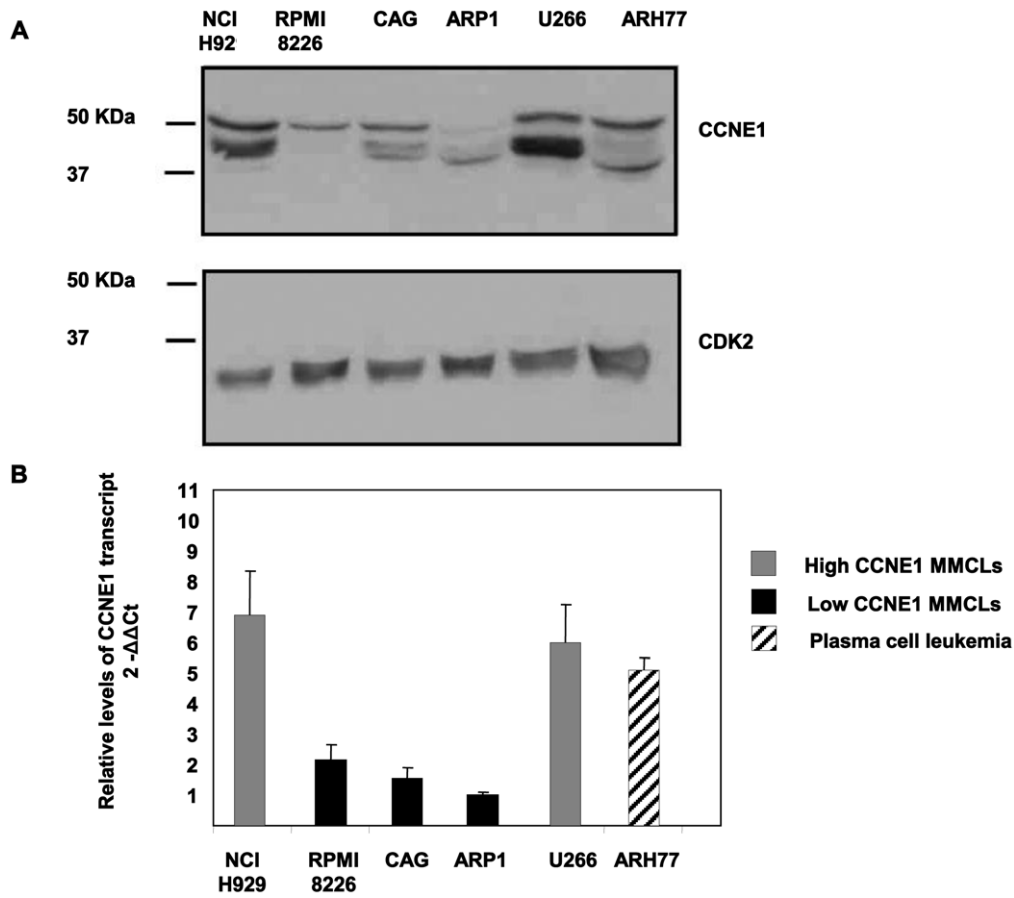 A
NCI RPMI CAG ARP1 U266 ARH77
H92 8226
50 KDa
CCNE1
37
50 KDa
37
CDK2
B
Relative levels of CCNE1 transcript
2 -ΔΔCt
11
10
9
8
7
6
5
4
3
2
1
High CCNE1 MMCLs
Low CCNE1 MMCLs
Plasma cell leukemia
NCI RPMI CAG ARP1 U266 ARH77
H929 8226